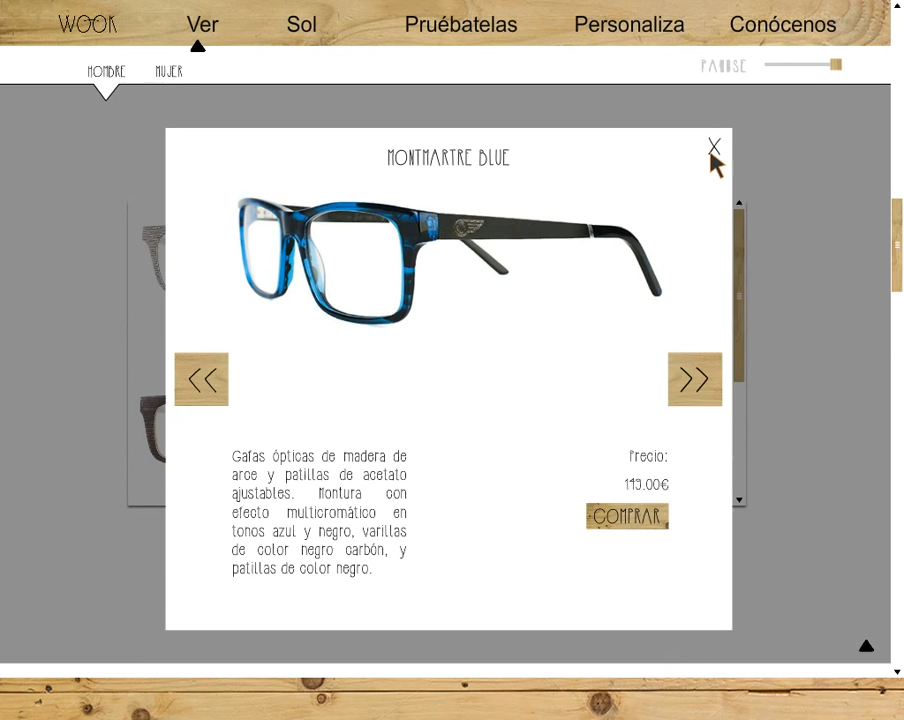 WOOK
Ver
Sol
Pruébatelas
Personaliza
Conócenos
HOMBRE
MUJER
PAUSE
MONTMARTRE BLUE
X
<<
>>
Gafas ópticas de madera de
arce y patillas de acetato
ajustables. Montura con
efecto multicromático en
tonos azul y negro, varillas
de color negro carbón, y
patillas de color negro.
Precio:
193.00€
COMPRAR